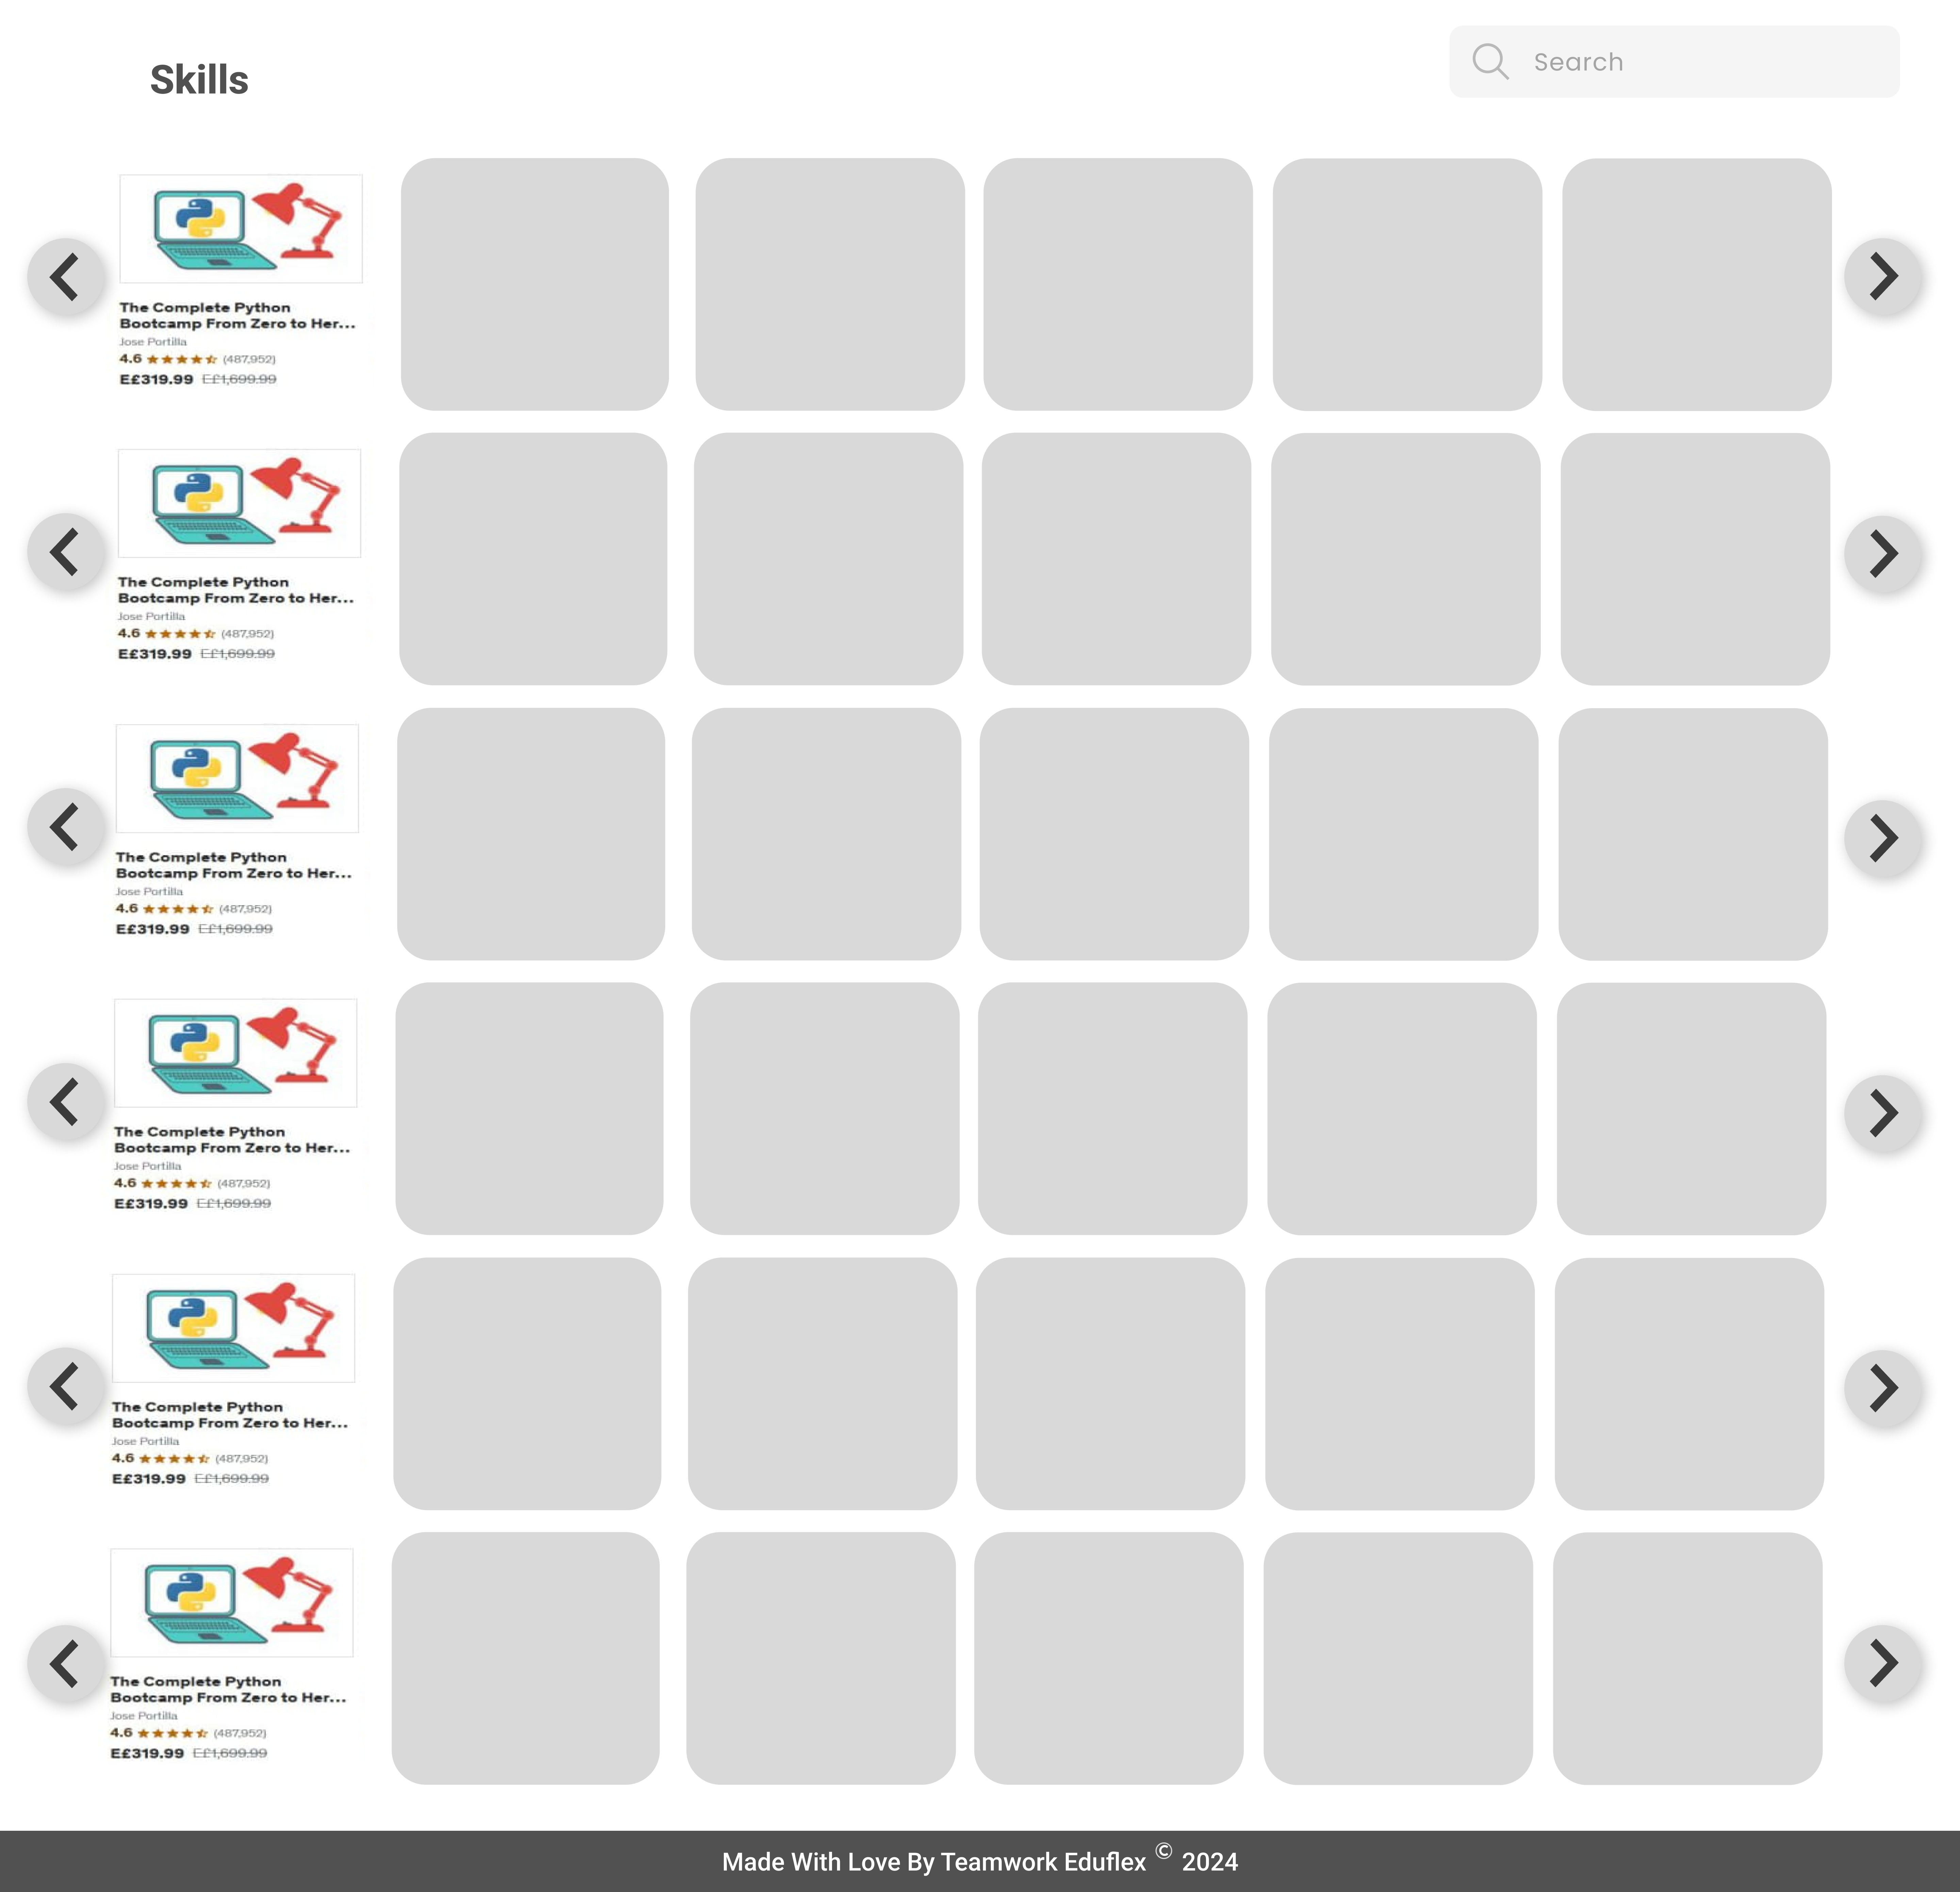 Skills
Search
The Complete Python
Bootcamp From Zero to Her...
Jose Portilla
4.6 (487,952)
E£319.99 E£1,699.99
The Complete Python
Bootcamp From Zero to Her...
Jose Portilla
4.6 (487,952)
E£319.99 E£1,699.99
The Complete Python
Bootcamp From Zero to Her...
Jose Portilla
4.6 (487,952)
E£319.99 E£1,699.99
The Complete Python
Bootcamp From Zero to Her...
Jose Portilla
4.6 (487,952)
E£319.99 E£1,699.99
The Complete Python
Bootcamp From Zero to Her...
Jose Portilla
4.6 (487,952)
E£319.99 E£1,699.99
The Complete Python
Bootcamp From Zero to Her...
Jose Portilla
4.6 (487,952)
E£319.99 E£1,699.99
Made With Love By Teamwork Eduflex © 2024